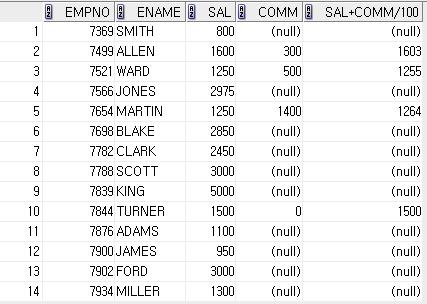 EMPNO ENAME SAL COMM SAL+COMM/100
1 7369 SMITH 800 (null) (null)
2 7499 ALLEN 1600 300 1603
3 7521 WARD 1250 500 1255
4 7566 JONES 2975 (null) (null)
5 7654 MARTIN 1250 1400 1264
6 7698 BLAKE 2850 (null) (null)
7 7782 CLARK 2450 (null) (null)
8 7788 SCOTT 3000 (null) (null)
9 7839 KING 5000 (null) (null)
10 7844 TURNER 1500 0 1500
11 7876 ADAMS 1100 (null) (null)
12 7900 JAMES 950 (null) (null)
13 7902 FORD 3000 (null) (null)
14 7934 MILLER 1300 (null) (null)